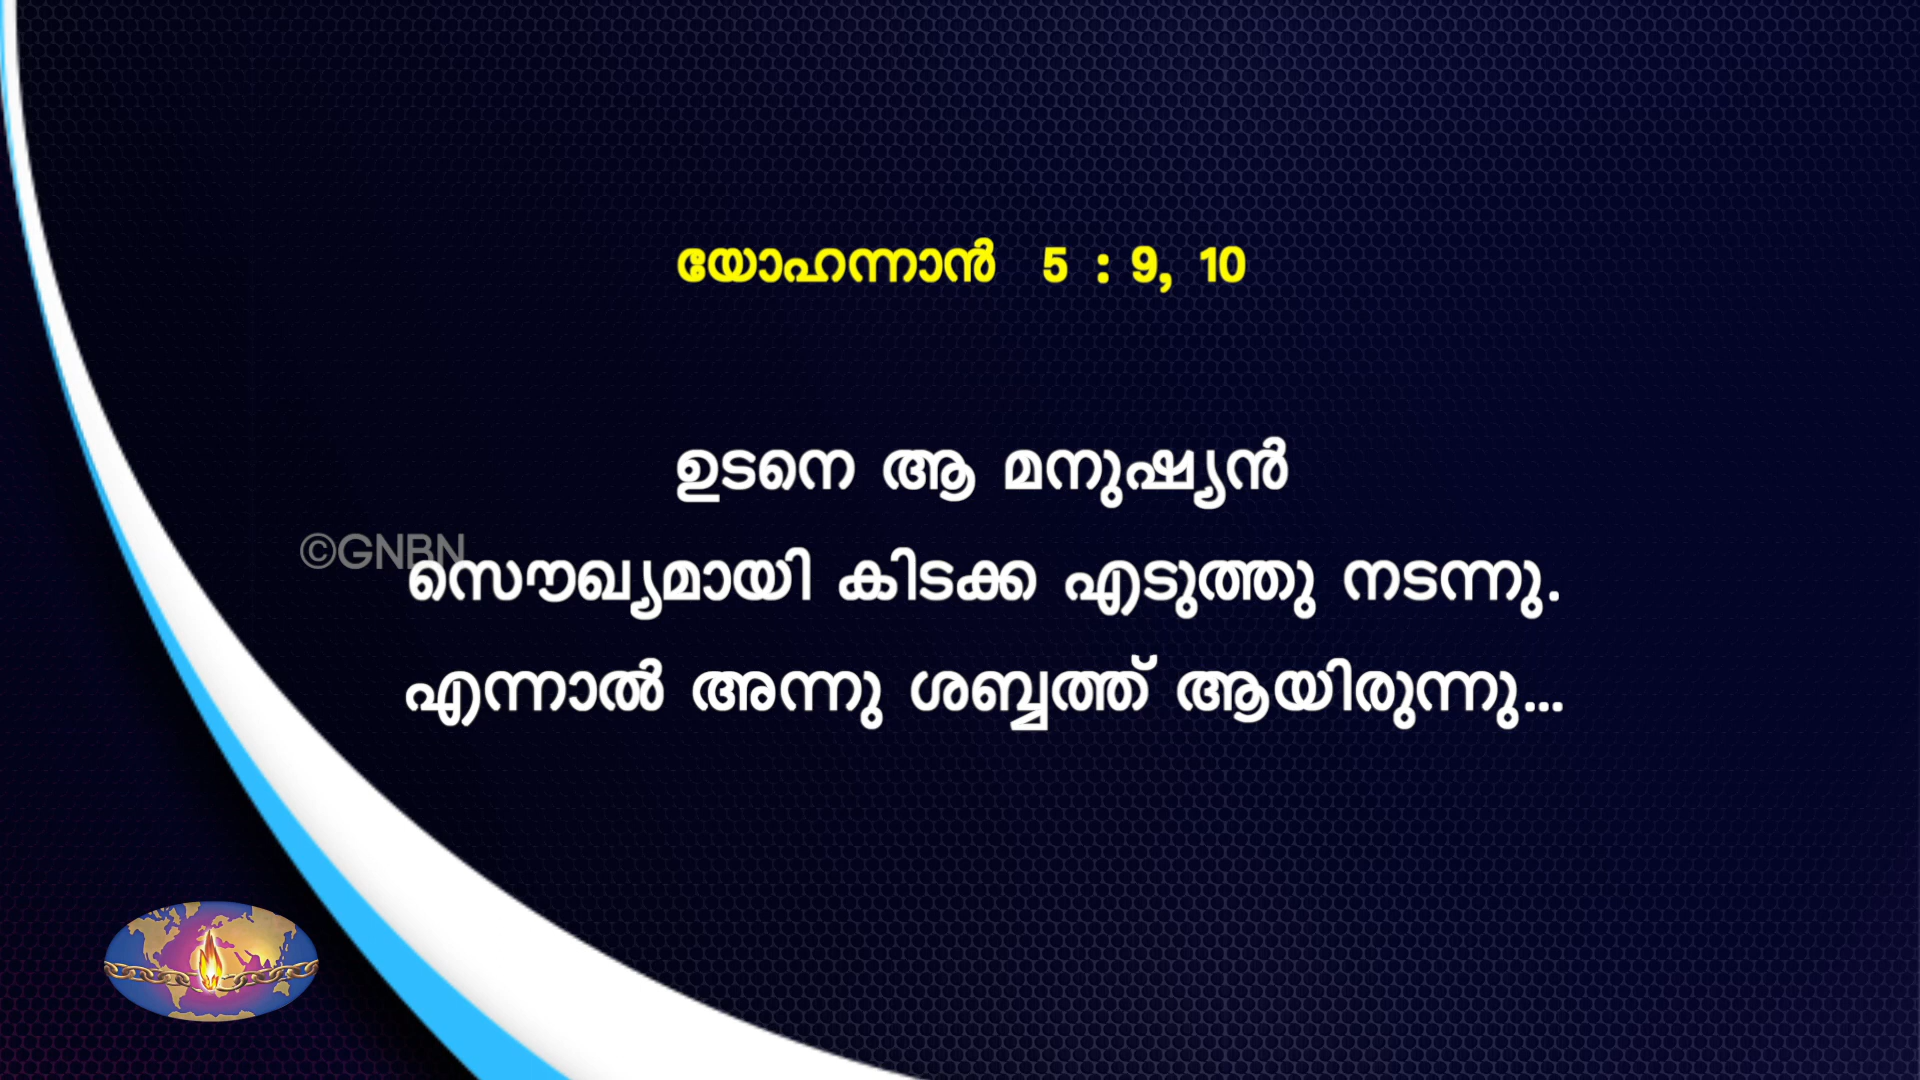 യോഹന്നാൻ 5 : 9, 10
ഉടനെ ആ മനുഷ്യൻ
©GNBN
സൌഖ്യമായി കിടക്ക എടുത്തു നടന്നു.
എന്നാൽ അന്നു ശബ്ബത്ത് ആയിരുന്നു...